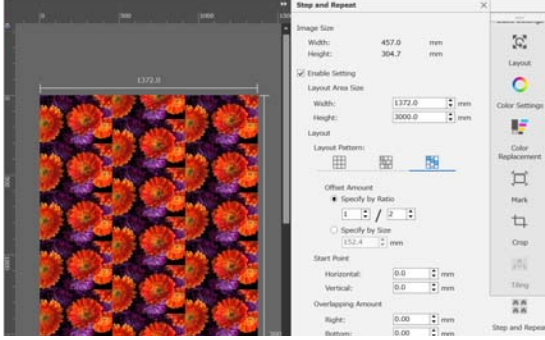 Step and Repeat
Image Size
Width: 457.0 mm
Height: 304.7 mm
Enable Setting
Layout Area Size
Width: 1372.0 mm
Height: 3000.0 mm
Layout
Layout Pattern:
Offset Amount
Specify by Ratio
1 / 2
Specify by Size
152.4 mm
Start Point
Horizontal: 0.0 mm
Vertical: 0.0 mm
Overlapping Amount
Right: 0.00 mm
Bottom: 0.00 mm
0 500 1000
1372.0
Layout
Color Settings
Color
Replacement
Mark
Crop
Tiling
Step and Repeat